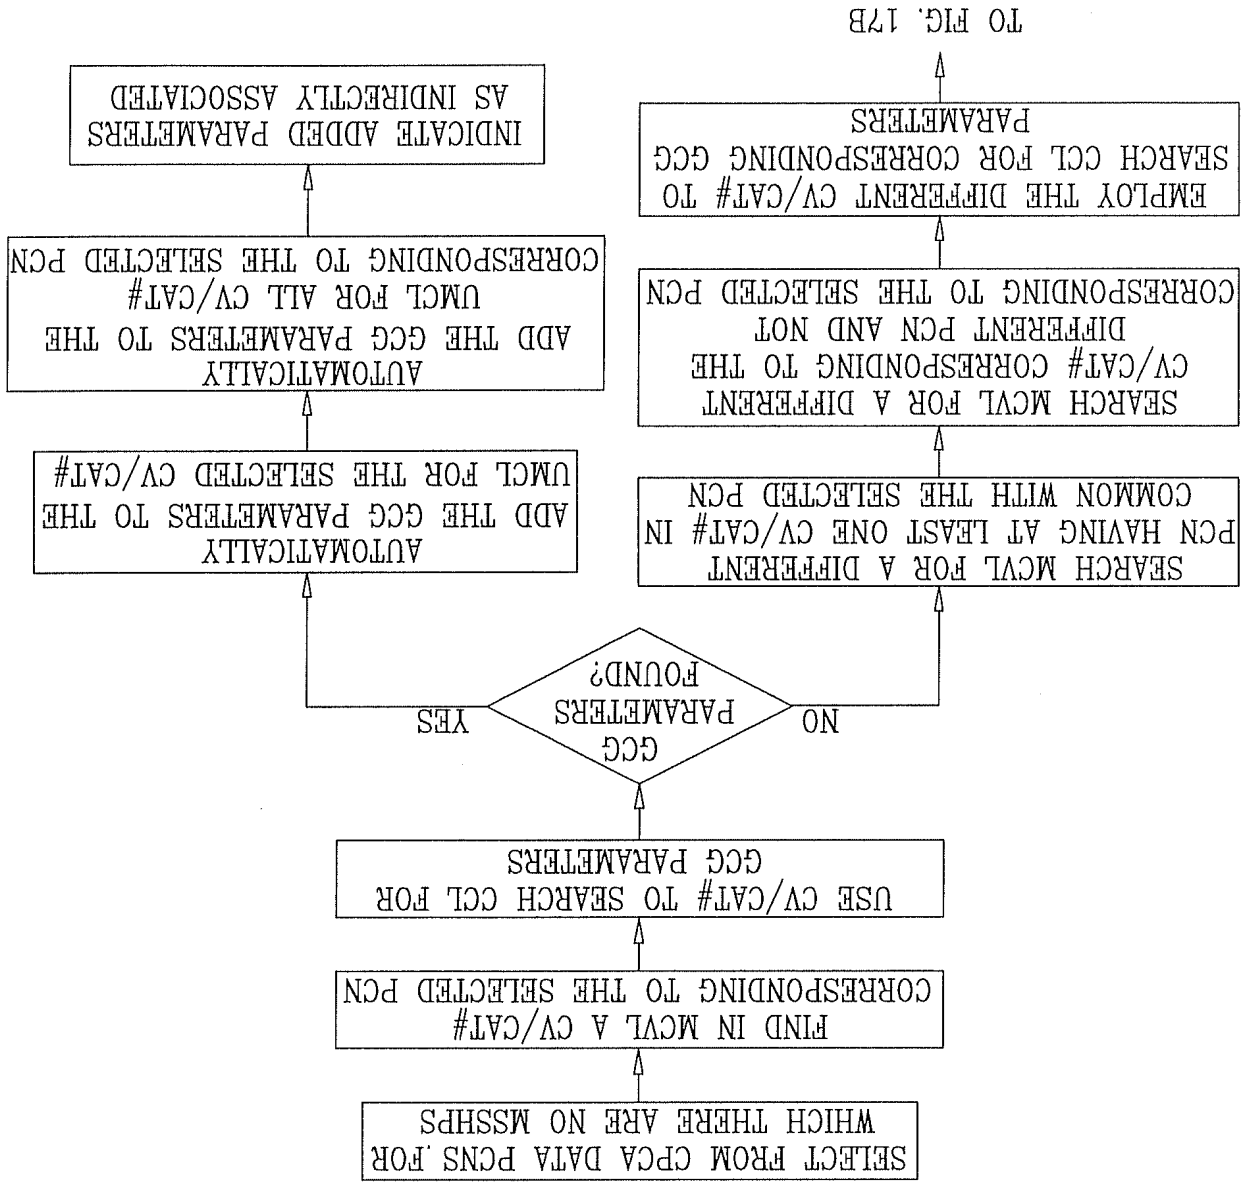 SELECT FROM CPCA DATA PCNS FOR
WHICH THERE ARE NO MSSHPS
FIND IN MCVL A CV/CAT#
CORRESPONDING TO THE SELECTED PCN
USE CV/CAT# TO SEARCH CCL FOR
GCG PARAMETERS
GCG
PARAMETERS
FOUND?
NO
YES
SEARCH MCVL FOR A DIFFERENT
PCN HAVING AT LEAST ONE CV/CAT# IN
COMMON WITH THE SELECTED PCN
SEARCH MCVL FOR A DIFFERENT
CV/CAT# CORRESPONDING TO THE
DIFFERENT PCN AND NOT
CORRESPONDING TO THE SELECTED PCN
EMPLOY THE DIFFERENT CV/CAT# TO
SEARCH CCL FOR CORRESPONDING GCG
PARAMETERS
TO FIG. 17B
AUTOMATICALLY
ADD THE GCG PARAMETERS TO THE
UMCL FOR THE SELECTED CV/CAT#
AUTOMATICALLY
ADD THE GCG PARAMETERS TO THE
UMCL FOR ALL CV/CAT#
CORRESPONDING TO THE SELECTED PCN
INDICATE ADDED PARAMETERS
AS INDIRECTLY ASSOCIATED